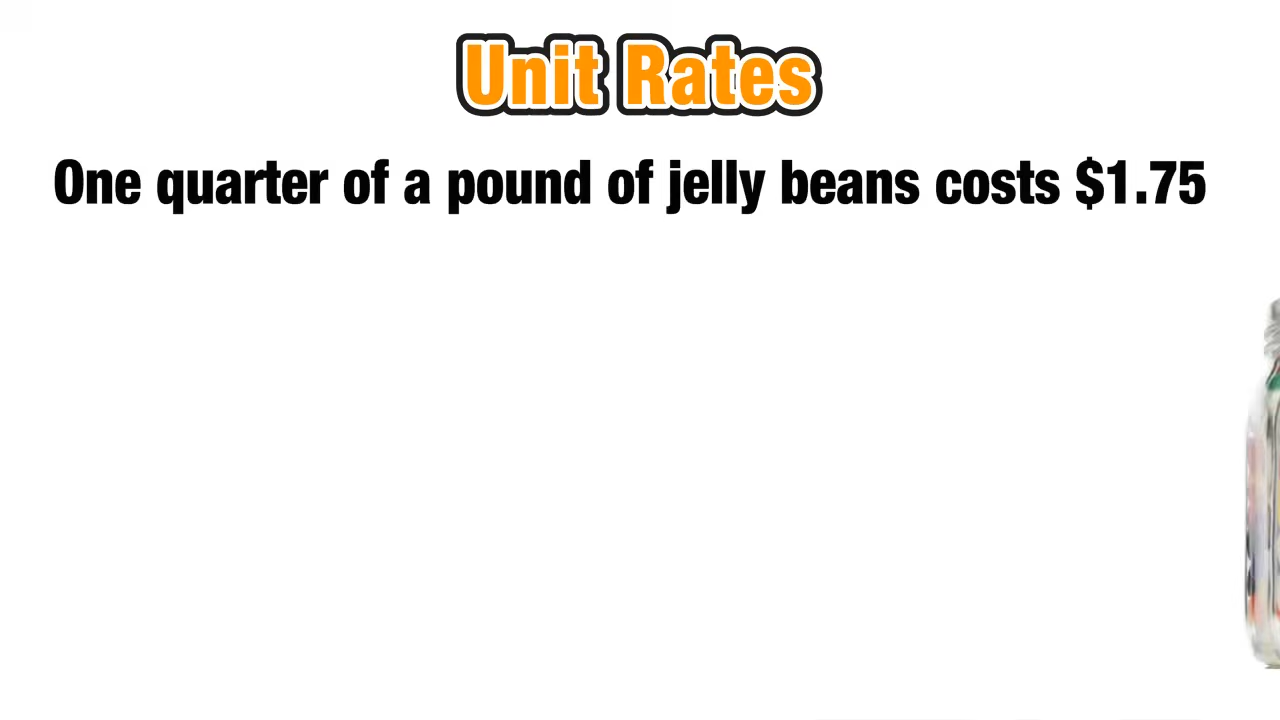 Unit Rates
One quarter of a pound of jelly beans costs $1.75